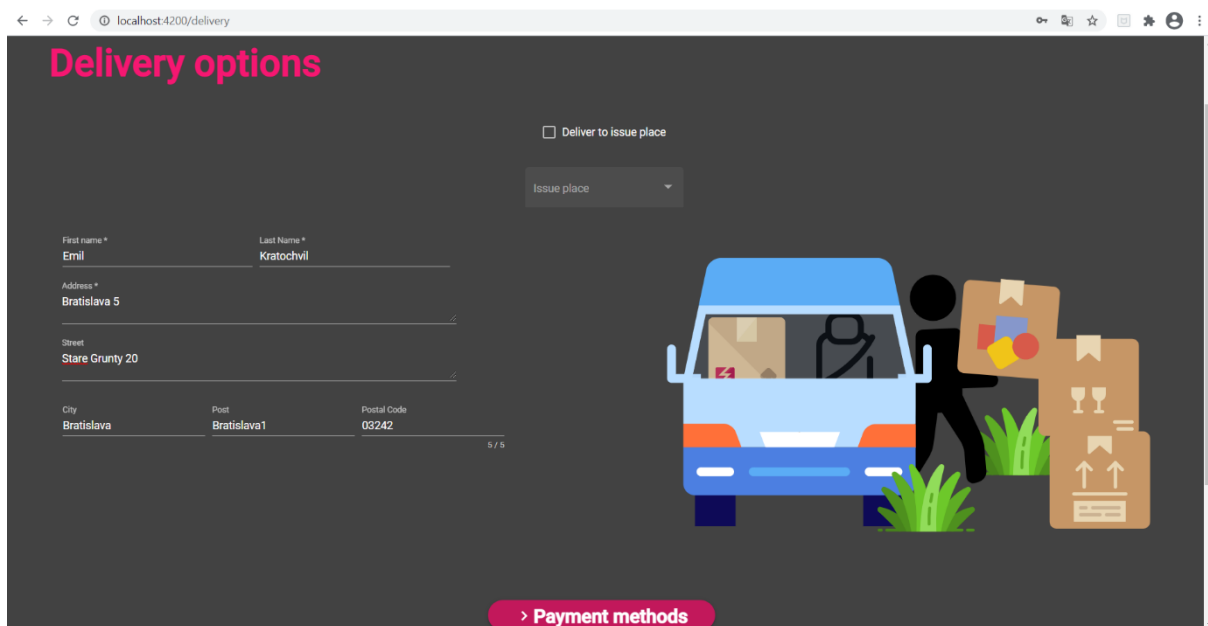 localhost:4200/delivery
Delivery options
Deliver to issue place
Issue place
First name * Last Name *
Emil Kratochvil
Address *
Bratislava 5
Street
Stare Grunty 20
City Post Postal Code
Bratislava Bratislava1 03242
5 / 5
> Payment methods